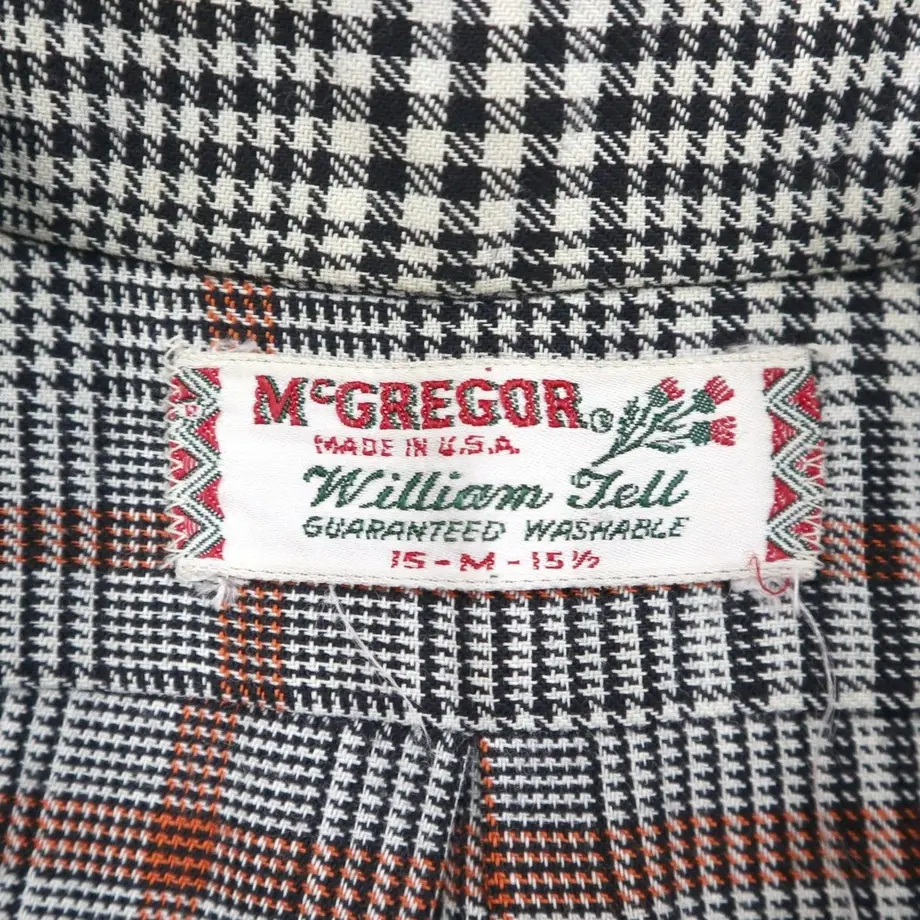 McGREGOR®
MADE IN U.S.A.
William Tell
GUARANTEED WASHABLE
15-M-15½